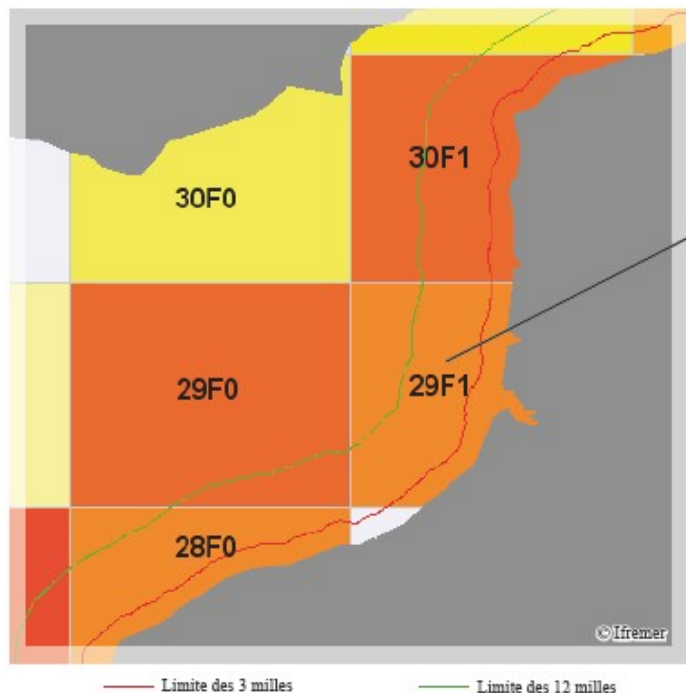 30F1
30F0
29F0
29F1
28F0
© Ifremer
Limite des 3 milles
Limite des 12 milles